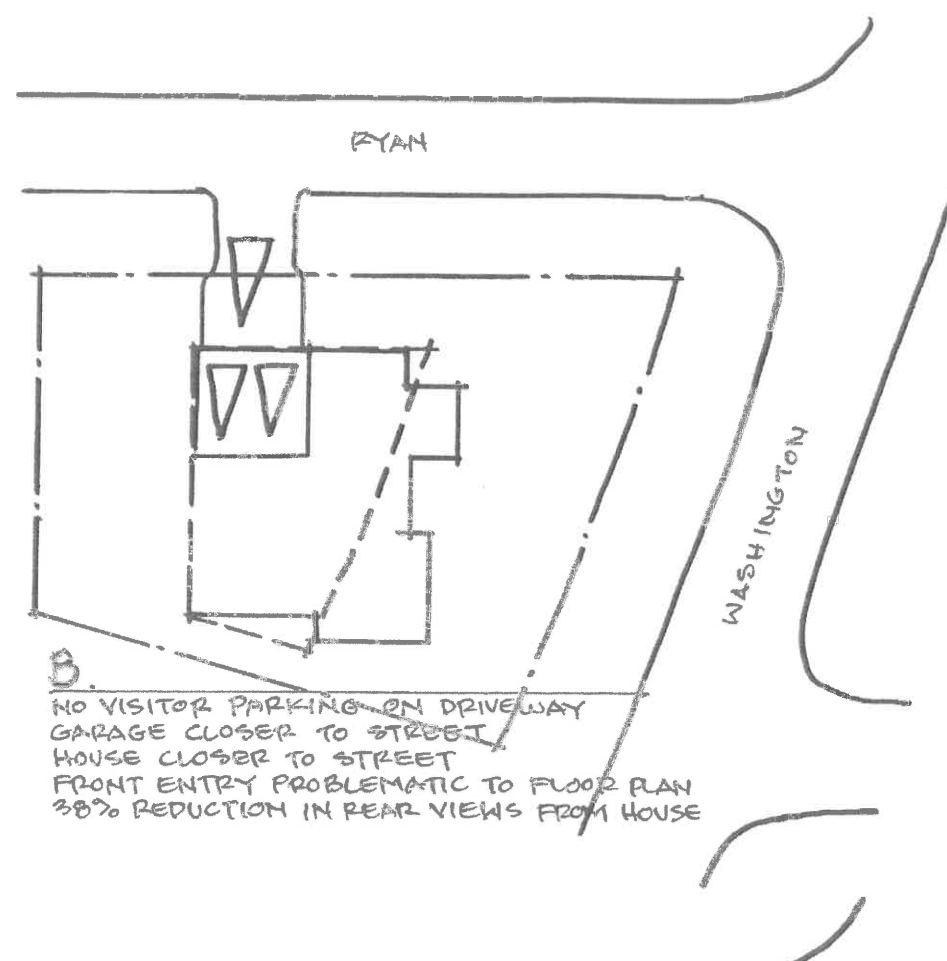 RYAN
WASHINGTON
B.
NO VISITOR PARKING ON DRIVEWAY
GARAGE CLOSER TO STREET
HOUSE CLOSER TO STREET
FRONT ENTRY PROBLEMATIC TO FLOOR PLAN
38% REDUCTION IN REAR VIEWS FROM HOUSE